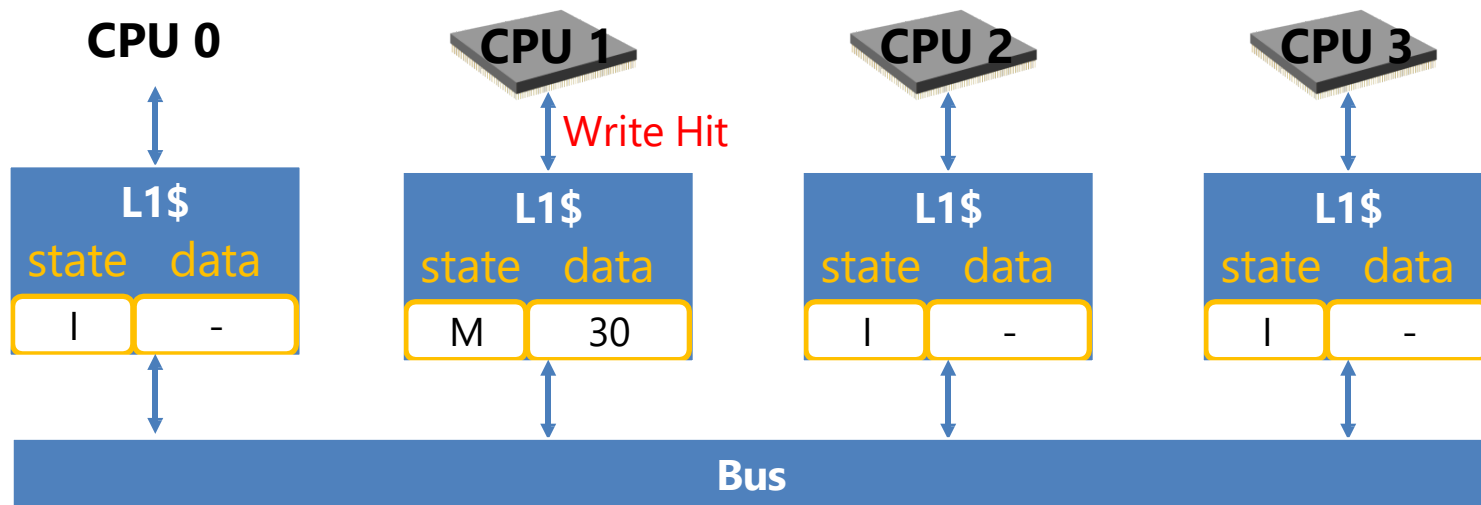 CPU 0 CPU 1 CPU 2 CPU 3
Write Hit
L1$ L1$ L1$ L1$
state data state data state data state data
I - M 30 I - I -
Bus